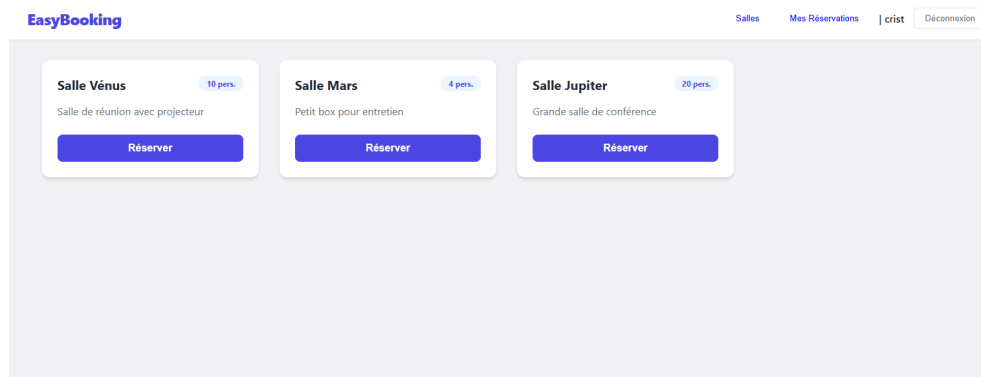 EasyBooking
Salles Mes Réservations | crist Déconnexion
Salle Vénus 10 pers.
Salle de réunion avec projecteur
Réserver
Salle Mars 4 pers.
Petit box pour entretien
Réserver
Salle Jupiter 20 pers.
Grande salle de conférence
Réserver